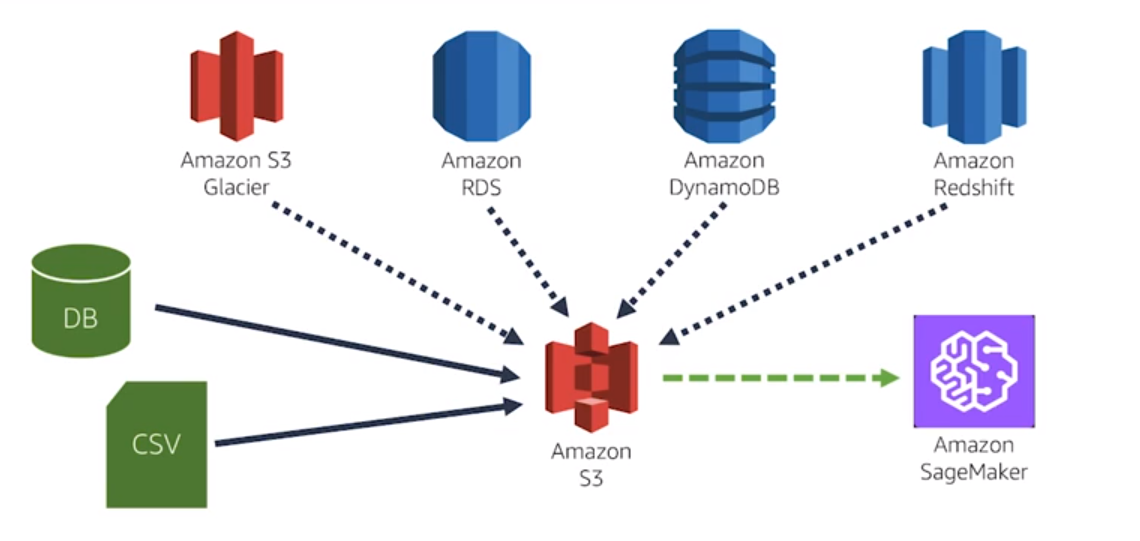 Amazon S3
Glacier
Amazon
RDS
Amazon
DynamoDB
Amazon
Redshift
DB
CSV
Amazon
S3
Amazon
SageMaker